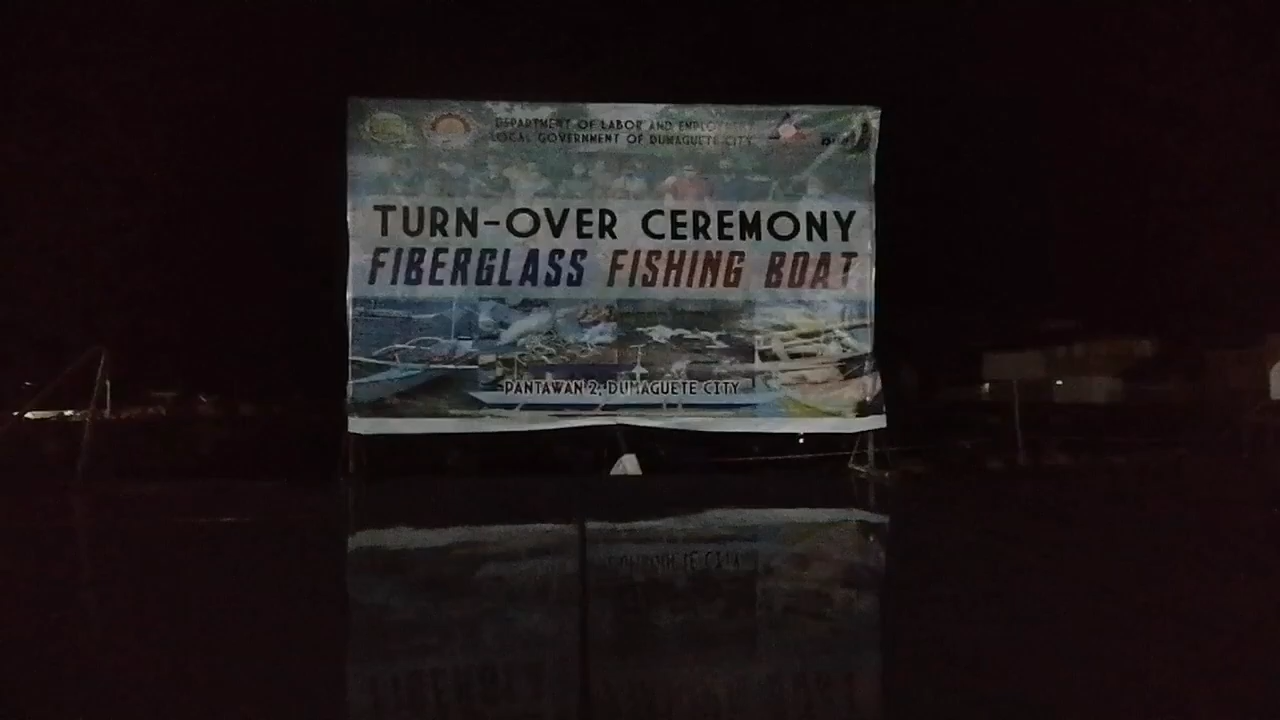 DEPARTMENT OF LABOR AND EMPLOYMENT
LOCAL GOVERNMENT OF DUMAGUETE CITY
TURN-OVER CEREMONY
FIBERGLASS FISHING BOAT
PANTAWAN 2, DUMAGUETE CITY